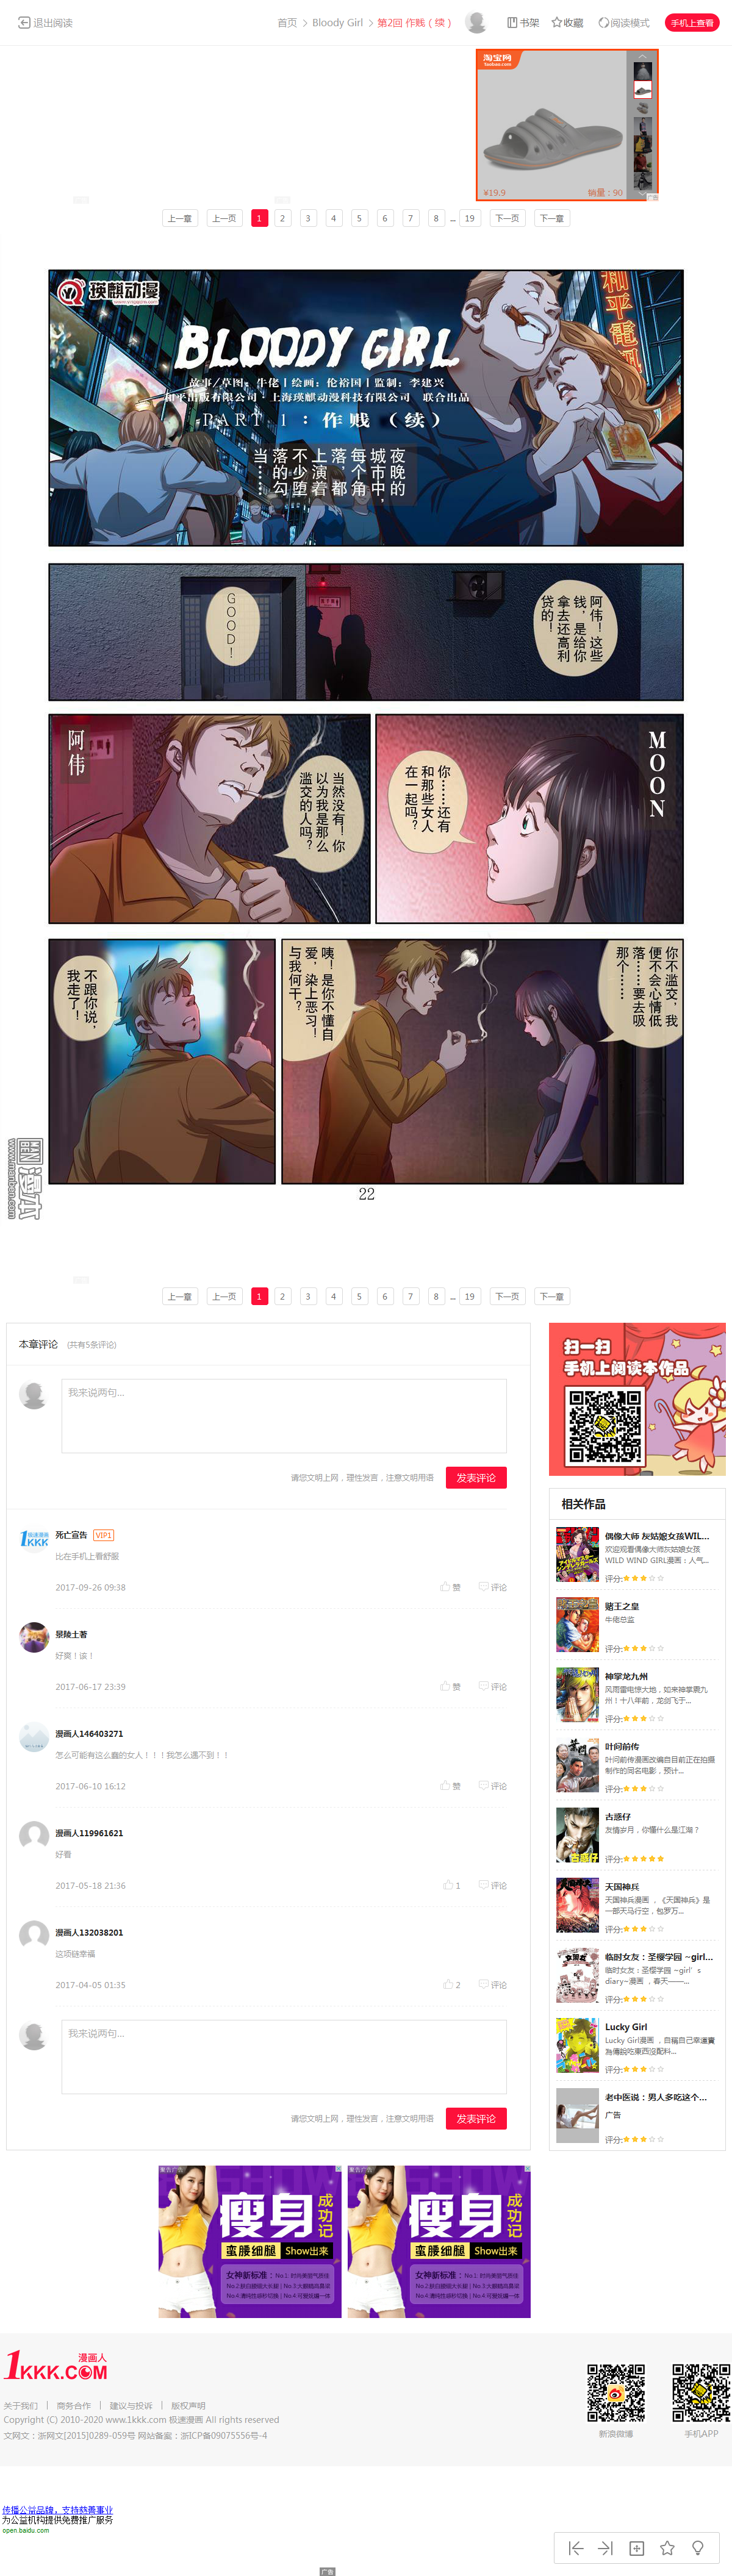 退出阅读
首页 > Bloody Girl > 第2回 作贱（续）
书架
收藏
阅读模式
手机上查看
淘宝网
taobao.com
¥19.9
销量：90
广告
上一章 上一页 1 2 3 4 5 6 7 8 ... 19 下一页 下一章
瑛麒动漫
和平電
BLOODY GIRL
故事/草图：牛佬 | 绘画：伦裕国 | 监制：李建兴
和平出版有限公司·上海瑛麒动漫科技有限公司 联合出品
PART 1：作贱（续）
夜晚的
城市中，
每个角
落，都
不演着
上少堕
落的勾
当……
阿伟！这些
钱，是给你
拿去还高利
贷的！
GOOD！
阿伟
当然没有！你
以为我是那么
滥交的人吗？
MOON
你……还有
和那些女人
在一起吗？
不跟你说，
我走了！
你不滥交，我
便不会心情低
落……要去吸
那个……
咦！是你不懂自
爱，染上恶习！
与我何干？
漫本
www.manben.com
22
上一章 上一页 1 2 3 4 5 6 7 8 ... 19 下一页 下一章
本章评论 (共有5条评论)
我来说两句...
请您文明上网，理性发言，注意文明用语
发表评论
1KKK
死亡宣告 VIP1
比在手机上看舒服
2017-09-26 09:38 赞 评论
景陵土著
好爽！该！
2017-06-17 23:39 赞 评论
漫画人146403271
怎么可能有这么蠢的女人！！！我怎么遇不到！！
2017-06-10 16:12 赞 评论
漫画人119961621
好看
2017-05-18 21:36 1 评论
漫画人132038201
这项链幸福
2017-04-05 01:35 2 评论
我来说两句...
请您文明上网，理性发言，注意文明用语
发表评论
扫一扫
手机上阅读本作品
相关作品
偶像大师 灰姑娘女孩WIL...
欢迎观看偶像大师灰姑娘女孩
WILD WIND GIRL漫画：人气...
评分:
赌王之皇
牛佬总监
评分:
神掌龙九州
风雨雷电惊大地，如来神掌震九
州！十八年前，龙剑飞于...
评分:
叶问前传
叶问前传漫画改编自目前正在拍摄
制作的同名电影，预计...
评分:
古惑仔
友情岁月，你懂什么是江湖？
评分:
天国神兵
天国神兵漫画 ，《天国神兵》是
一部天马行空，包罗万...
评分:
临时女友：圣樱学园 ~girl...
临时女友：圣樱学园 ~girl’s
diary~漫画 ，春天——...
评分:
Lucky Girl
Lucky Girl漫画 ，自稱自己幸運寶
為傳說吃東西沒配料...
评分:
老中医说：男人多吃这个...
广告
评分:
瘦身
成功记
蛮腰细腿 Show出来
女神新标准：
瘦身
成功记
蛮腰细腿 Show出来
女神新标准：
1KKK.COM 漫画人
关于我们 | 商务合作 | 建议与投诉 | 版权声明
Copyright (C) 2010-2020 www.1kkk.com 极速漫画 All rights reserved
文网文：浙网文[2015]0289-059号 网站备案：浙ICP备09075556号-4
新浪微博
手机APP
传播公益品牌，支持慈善事业
为公益机构提供免费推广服务
open.baidu.com
广告